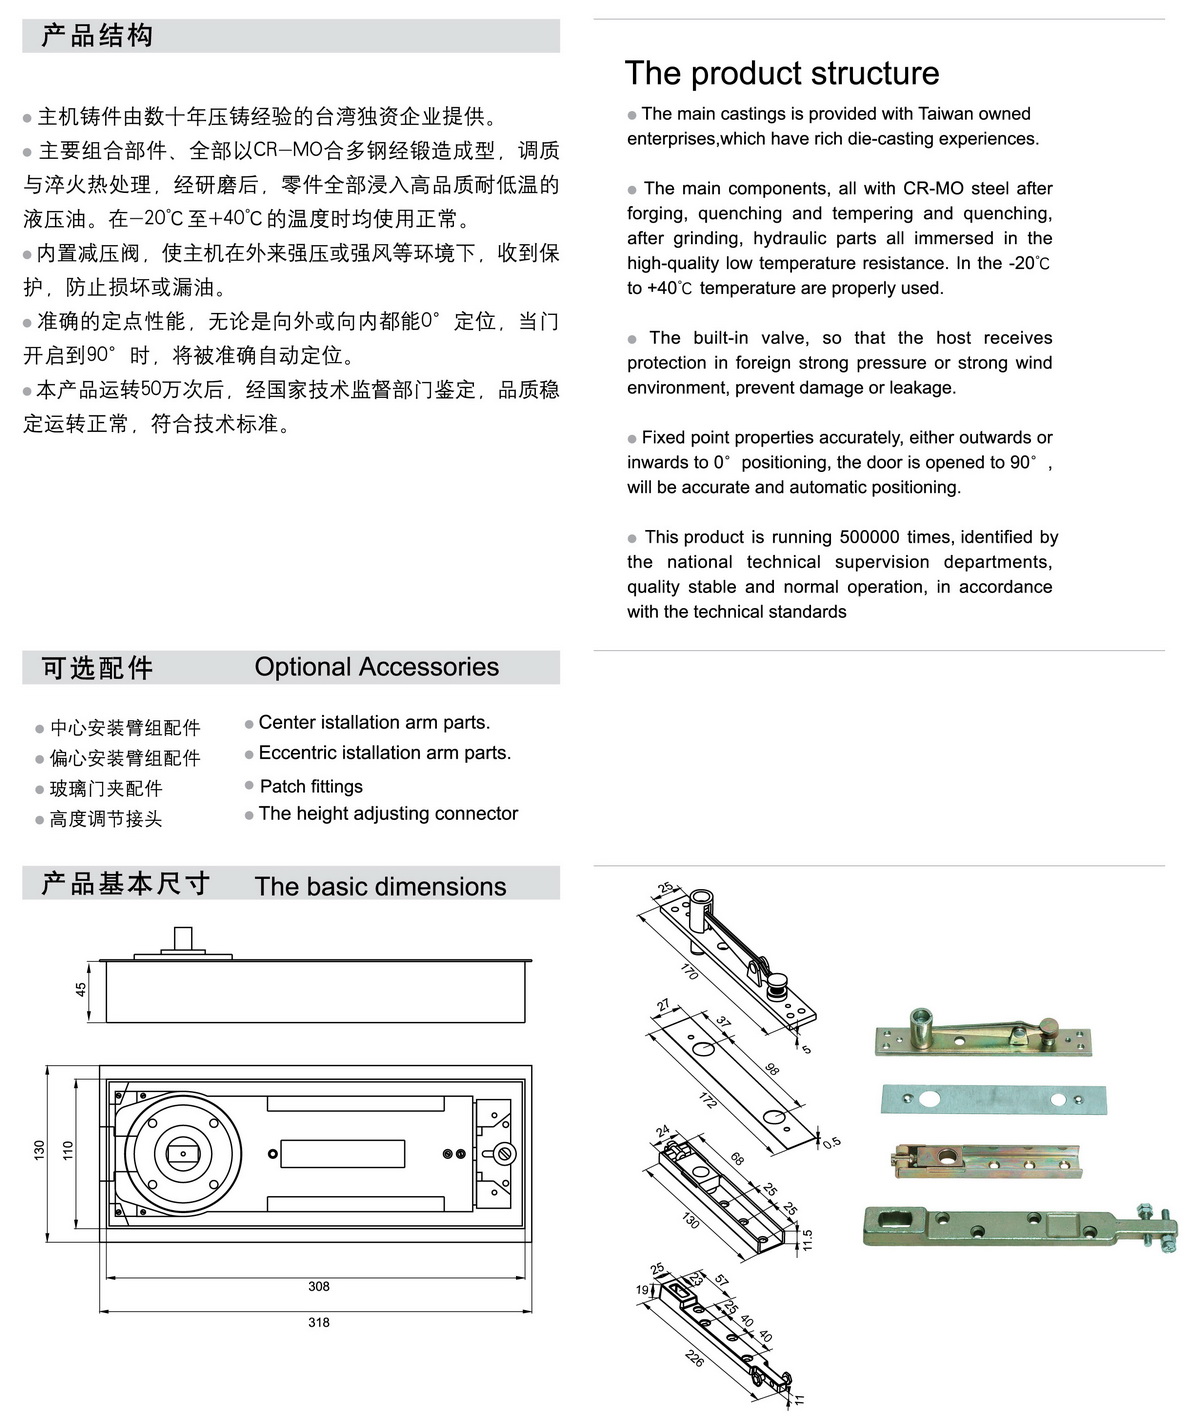 产品结构
● 主机铸件由数十年压铸经验的台湾独资企业提供。
● 主要组合部件、全部以CR—MO合多钢经锻造成型，调质
与淬火热处理，经研磨后，零件全部浸入高品质耐低温的
液压油。在—20℃至+40℃的温度时均使用正常。
● 内置减压阀，使主机在外来强压或强风等环境下，收到保
护，防止损坏或漏油。
● 准确的定点性能，无论是向外或向内都能0° 定位，当门
开启到90° 时，将被准确自动定位。
● 本产品运转50万次后，经国家技术监督部门鉴定，品质稳
定运转正常，符合技术标准。
The product structure
● The main castings is provided with Taiwan owned
enterprises,which have rich die-casting experiences.
● The main components, all with CR-MO steel after
forging, quenching and tempering and quenching,
after grinding, hydraulic parts all immersed in the
high-quality low temperature resistance. In the -20℃
to +40℃ temperature are properly used.
● The built-in valve, so that the host receives
protection in foreign strong pressure or strong wind
environment, prevent damage or leakage.
● Fixed point properties accurately, either outwards or
inwards to 0° positioning, the door is opened to 90° ,
will be accurate and automatic positioning.
● This product is running 500000 times, identified by
the national technical supervision departments,
quality stable and normal operation, in accordance
with the technical standards
可选配件 Optional Accessories
● 中心安装臂组配件
● 偏心安装臂组配件
● 玻璃门夹配件
● 高度调节接头
● Center istallation arm parts.
● Eccentric istallation arm parts.
● Patch fittings
● The height adjusting connector
产品基本尺寸 The basic dimensions
45
130
110
308
318
25
170
5
27
37
98
172
0.5
24
68
25
25
130
11.5
25
23
57
19
25
40
40
226
11